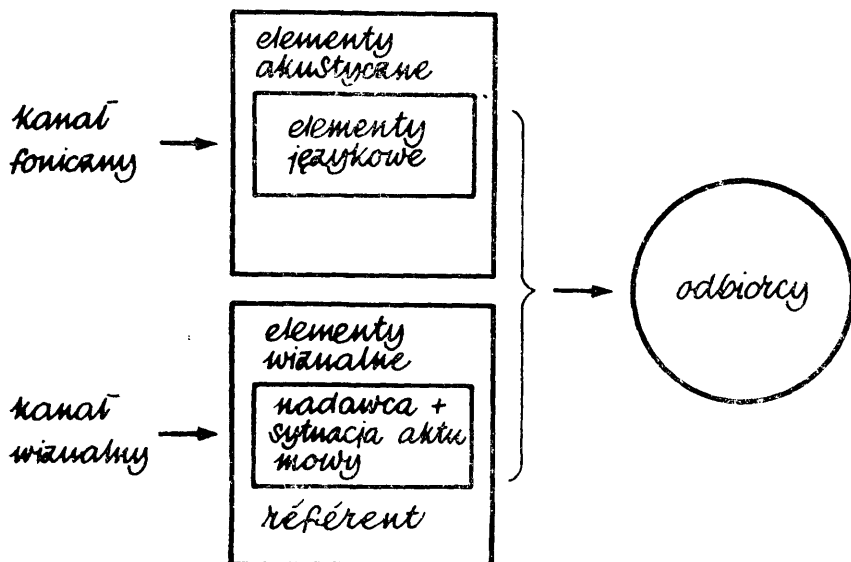 elementy
akustyczne
kanał
foniczny
elementy
językowe
odbiorcy
elementy
wizualne
kanał
wizualny
nadawca +
sytuacja aktu
mowy
référent